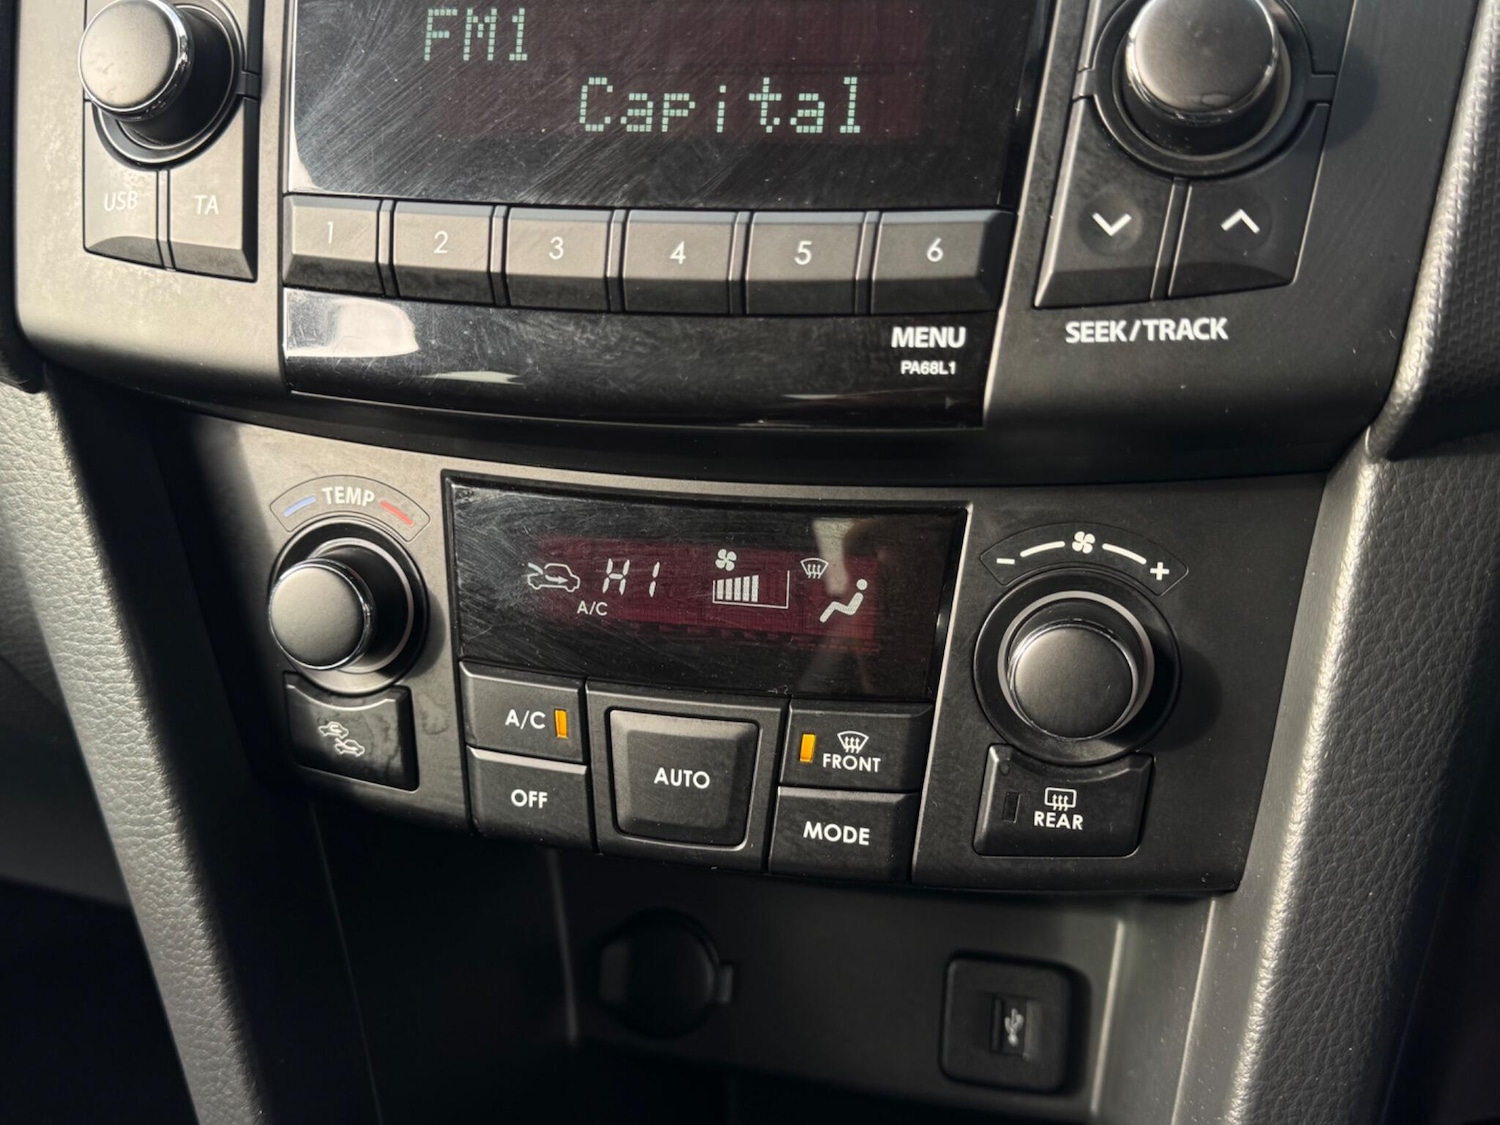 FM1
Capital
USB
TA
1
2
3
4
5
6
MENU
PA68L1
SEEK/TRACK
TEMP
HI
A/C
- +
A/C
AUTO
FRONT
OFF
MODE
REAR